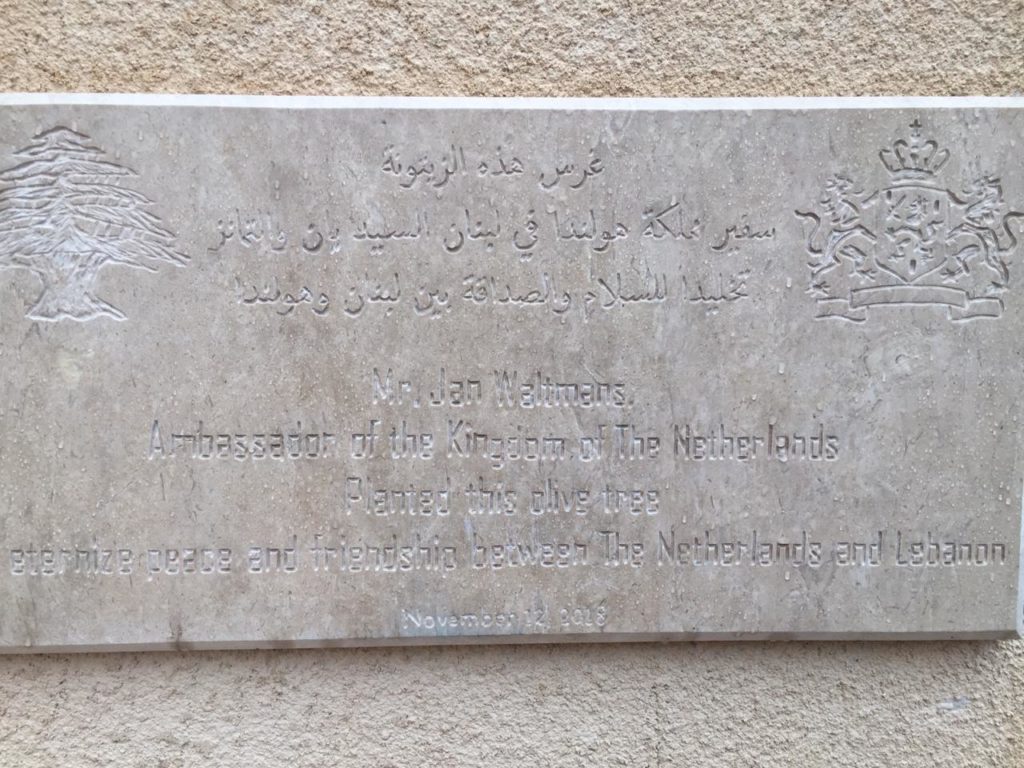 غرس هذه الزيتونة
سفير مملكة هولندا في لبنان السيد يان والتمانز
تخليداً للسلام والصداقة بين لبنان وهولندا
Mr. Jan Waltmans.
Ambassador of the Kingdom of The Netherlands
Planted this olive tree
eternize peace and friendship between The Netherlands and Lebanon
November 12, 2018